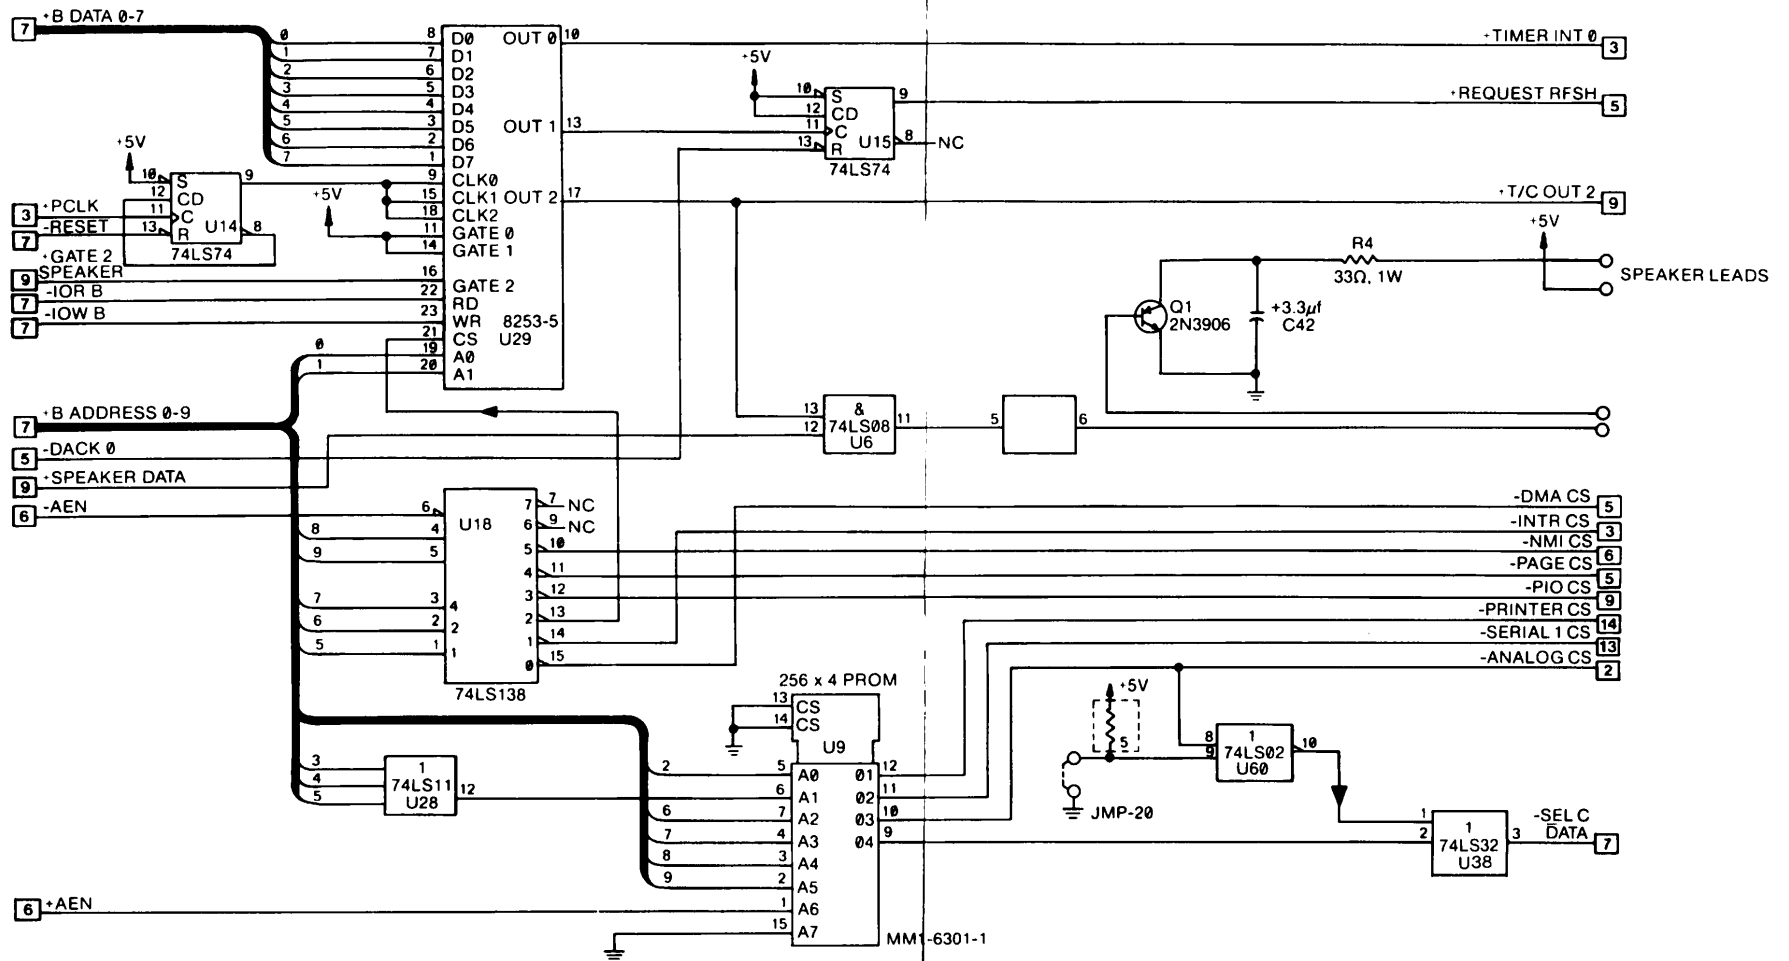 +B DATA 0-7
7
0 8 D0 OUT 0 10
1 7 D1
2 6 D2
3 5 D3
4 4 D4
5 3 D5 OUT 1 13
6 2 D6
7 1 D7
9 CLK0
15 CLK1 OUT 2 17
18 CLK2
11 GATE 0
14 GATE 1
16 GATE 2
22 RD
23 WR 8253-5
21 CS U29
19 A0
20 A1
0
1
+TIMER INT 0 3
+5V
10 S 9
12 CD
11 C
13 R U15 8 NC
74LS74
+REQUEST RFSH 5
+5V
10 S 9
12 CD
11 C
13 R U14 8
74LS74
+5V
3 +PCLK
7 -RESET
+GATE 2
9 SPEAKER
7 -IOR B
7 -IOW B
+T/C OUT 2 9
+5V
R4
33Ω, 1W
SPEAKER LEADS
Q1
2N3906
+3.3µf
C42
+B ADDRESS 0-9
7
5 -DACK 0
9 +SPEAKER DATA
6 -AEN
13 &
12 74LS08 11
U6
5 6
6 U18 7 7 NC
8 4 6 9 NC
9 5 5 10
4 11
7 3 4 3 12
6 2 2 2 13
5 1 1 1 14
0 15
74LS138
-DMA CS 5
-INTR CS 3
-NMI CS 6
-PAGE CS 5
-PIO CS 9
-PRINTER CS 14
-SERIAL 1 CS 13
-ANALOG CS 2
256 x 4 PROM
13 CS
14 CS
U9
2 5 A0 01 12
6 A1 02 11
6 7 A2 03 10
7 4 A3 04 9
8 3 A4
9 2 A5
1 A6
15 A7
MM1-6301-1
3 1
4 74LS11 12
5 U28
6 +AEN
+5V
5
JMP-20
8 1 10
9 74LS02
U60
1 1
2 74LS32 3
U38
-SEL C
DATA 7